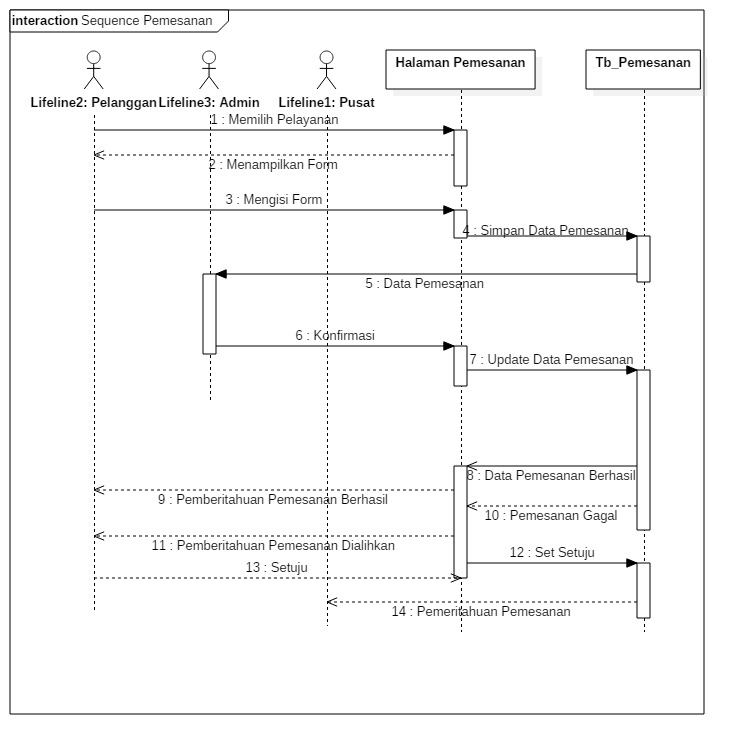 interaction Sequence Pemesanan
Halaman Pemesanan
Tb_Pemesanan
Lifeline2: Pelanggan
Lifeline3: Admin
Lifeline1: Pusat
1 : Memilih Pelayanan
2 : Menampilkan Form
3 : Mengisi Form
4 : Simpan Data Pemesanan
5 : Data Pemesanan
6 : Konfirmasi
7 : Update Data Pemesanan
8 : Data Pemesanan Berhasil
9 : Pemberitahuan Pemesanan Berhasil
10 : Pemesanan Gagal
11 : Pemberitahuan Pemesanan Dialihkan
12 : Set Setuju
13 : Setuju
14 : Pemeritahuan Pemesanan